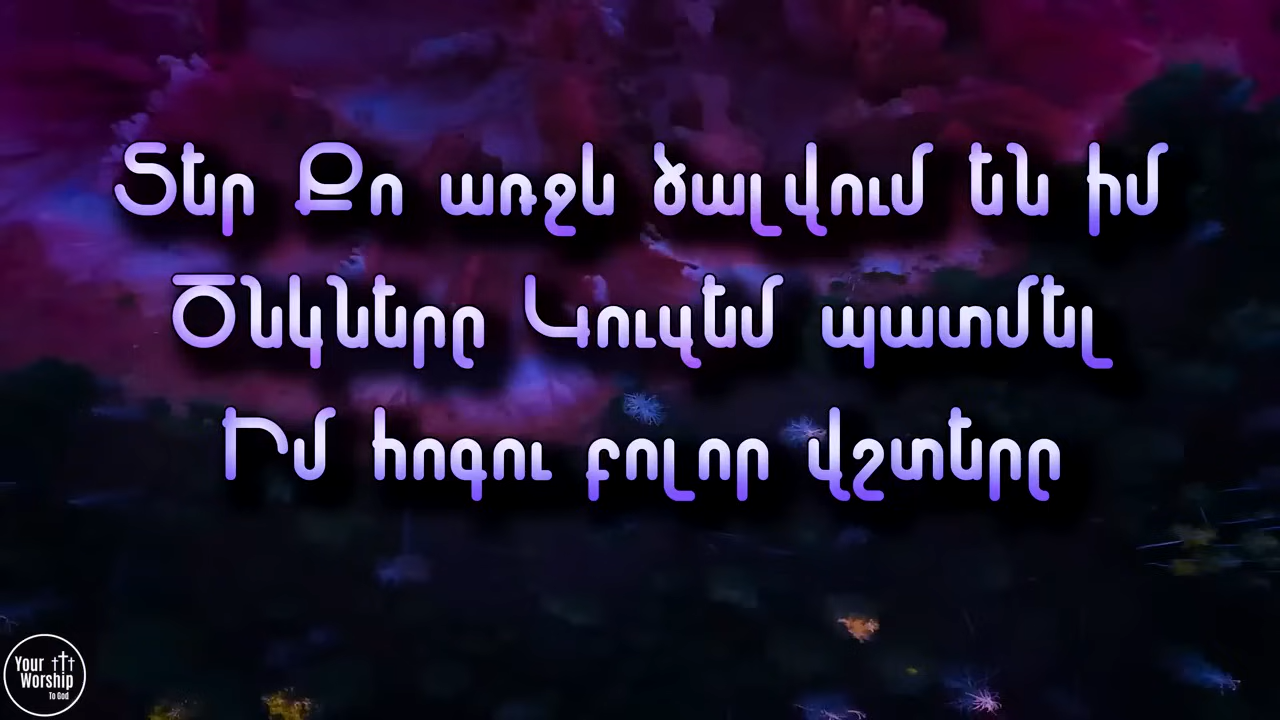 Տեր Քո առջև ծալվում են իմ
Ծնկները Կուզեմ պատմել
Իմ հոգու բոլոր վշտերը
Your
Worship
To God